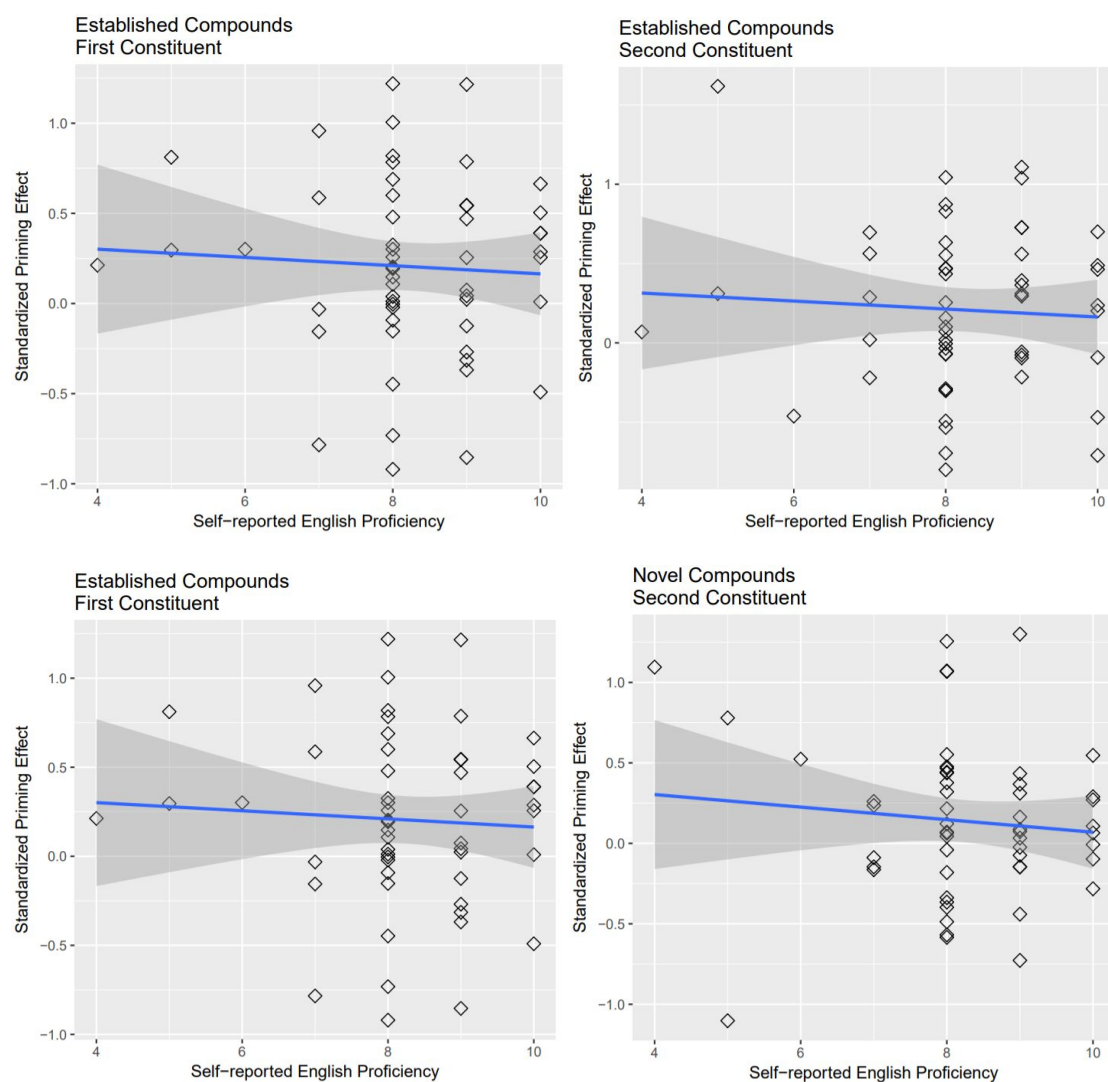 Established Compounds
First Constituent
1.0
0.5
0.0
−0.5
−1.0
4
6
8
10
Standardized Priming Effect
Self−reported English Proficiency
Established Compounds
Second Constituent
1
0
4
6
8
10
Standardized Priming Effect
Self−reported English Proficiency
Established Compounds
First Constituent
1.0
0.5
0.0
−0.5
−1.0
4
6
8
10
Standardized Priming Effect
Self−reported English Proficiency
Novel Compounds
Second Constituent
1.0
0.5
0.0
−0.5
−1.0
4
6
8
10
Standardized Priming Effect
Self−reported English Proficiency